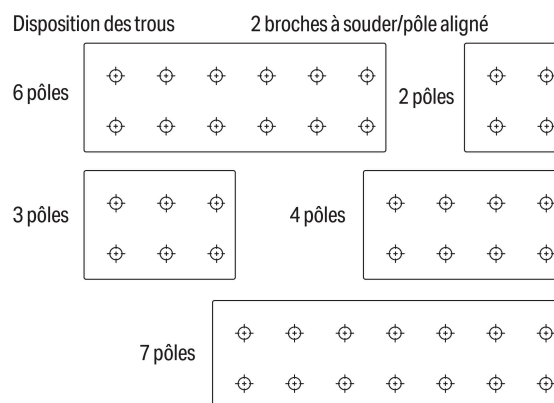 Disposition des trous
2 broches à souder/pôle aligné
6 pôles
2 pôles
3 pôles
4 pôles
7 pôles